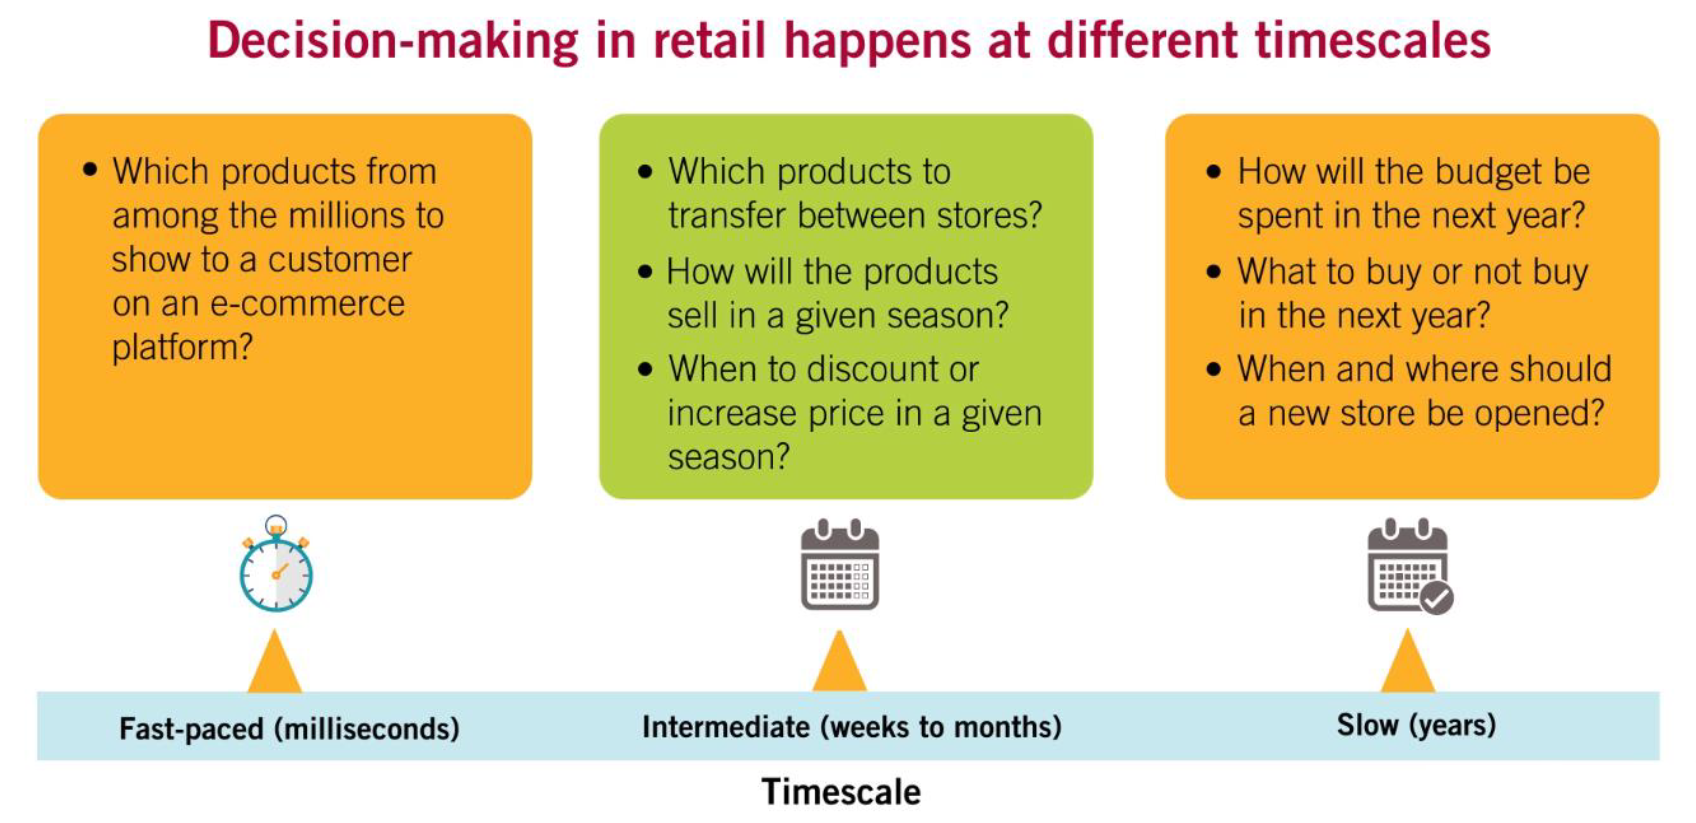 Decision-making in retail happens at different timescales
• Which products from
among the millions to
show to a customer
on an e-commerce
platform?
• Which products to
transfer between stores?
• How will the products
sell in a given season?
• When to discount or
increase price in a given
season?
• How will the budget be
spent in the next year?
• What to buy or not buy
in the next year?
• When and where should
a new store be opened?
Fast-paced (milliseconds)
Intermediate (weeks to months)
Slow (years)
Timescale